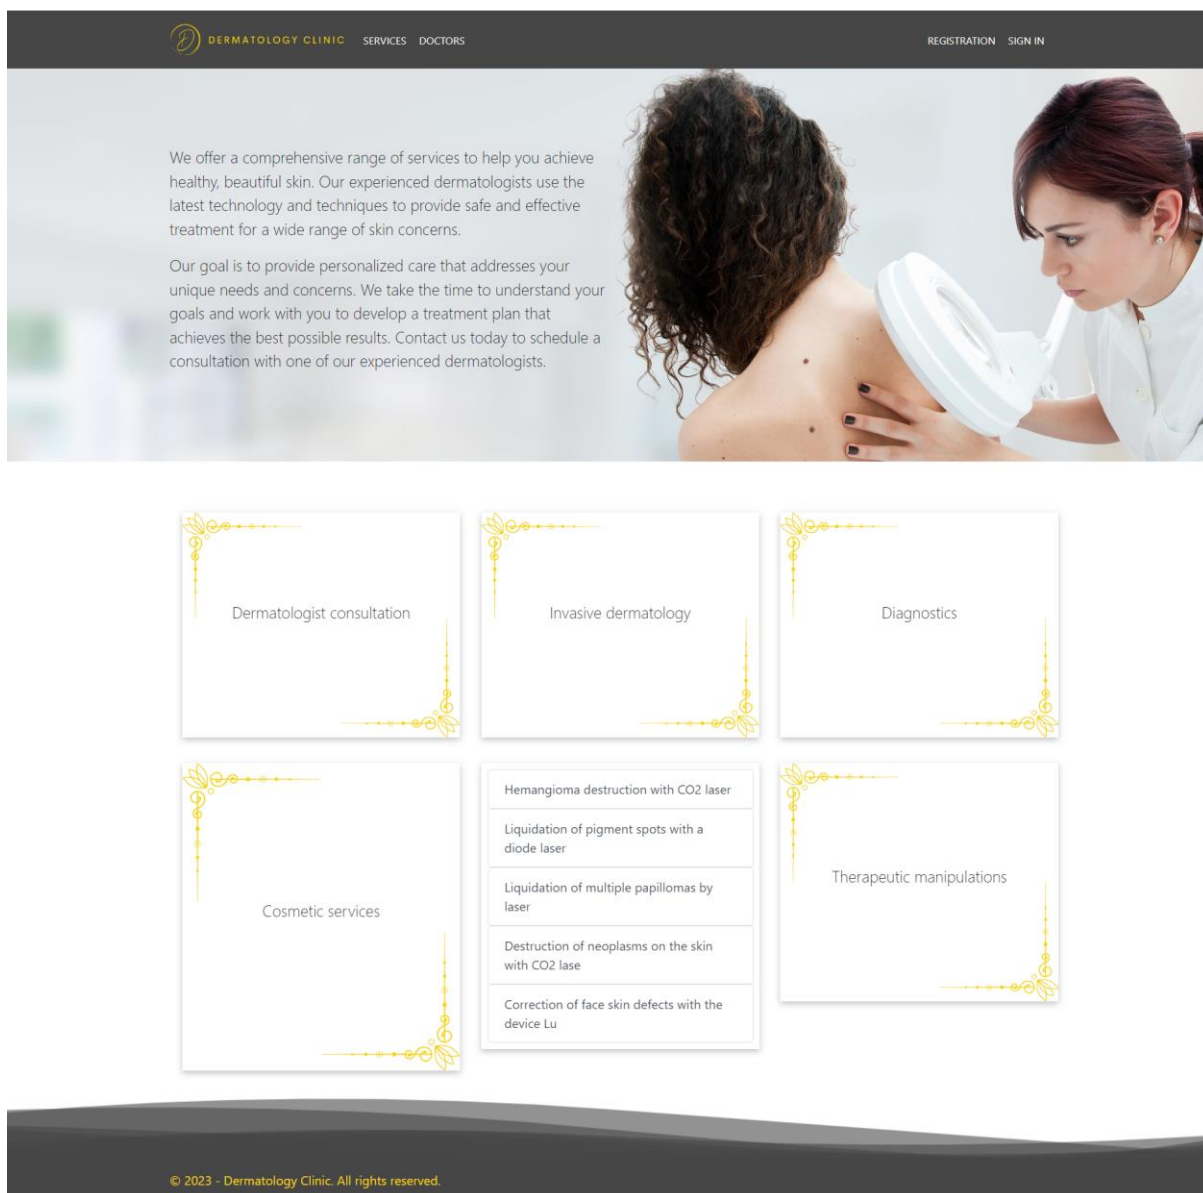 DERMATOLOGY CLINIC SERVICES DOCTORS REGISTRATION SIGN IN
We offer a comprehensive range of services to help you achieve
healthy, beautiful skin. Our experienced dermatologists use the
latest technology and techniques to provide safe and effective
treatment for a wide range of skin concerns.
Our goal is to provide personalized care that addresses your
unique needs and concerns. We take the time to understand your
goals and work with you to develop a treatment plan that
achieves the best possible results. Contact us today to schedule a
consultation with one of our experienced dermatologists.
Dermatologist consultation
Invasive dermatology
Diagnostics
Cosmetic services
Hemangioma destruction with CO2 laser
Liquidation of pigment spots with a
diode laser
Liquidation of multiple papillomas by
laser
Destruction of neoplasms on the skin
with CO2 lase
Correction of face skin defects with the
device Lu
Therapeutic manipulations
© 2023 - Dermatology Clinic. All rights reserved.